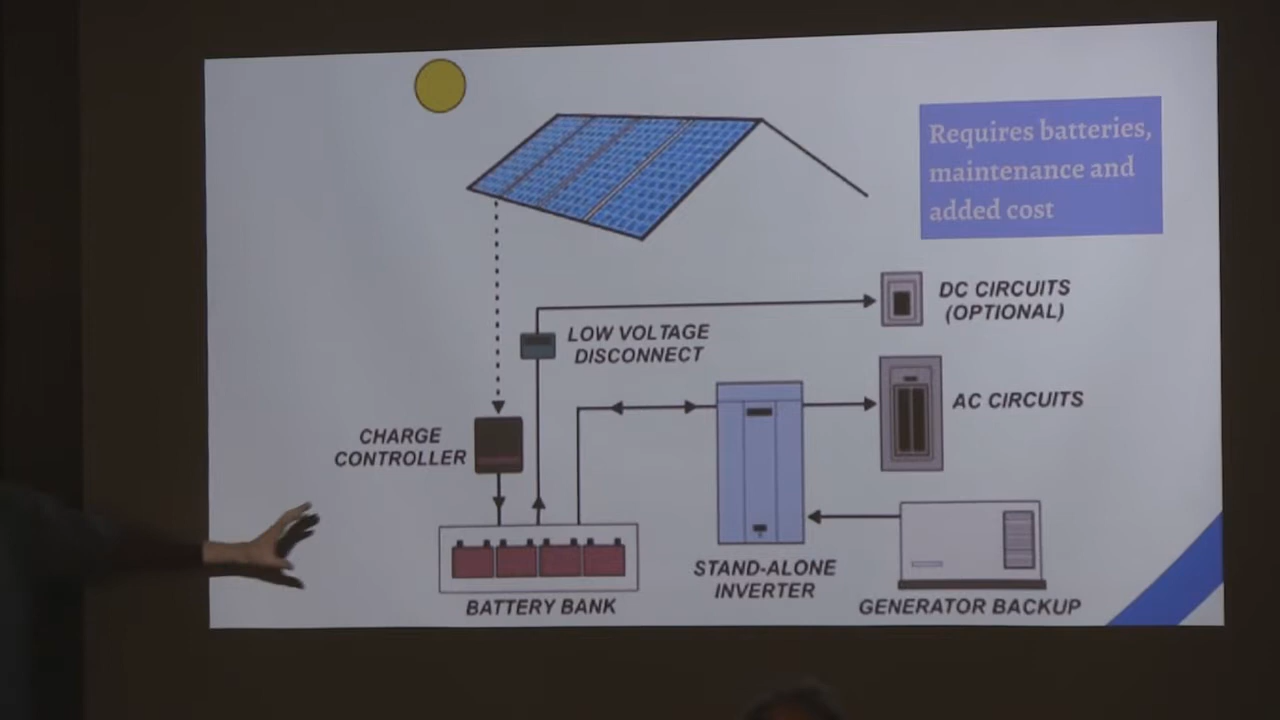 Requires batteries,
maintenance and
added cost
DC CIRCUITS
(OPTIONAL)
LOW VOLTAGE
DISCONNECT
AC CIRCUITS
CHARGE
CONTROLLER
STAND-ALONE
INVERTER
BATTERY BANK
GENERATOR BACKUP